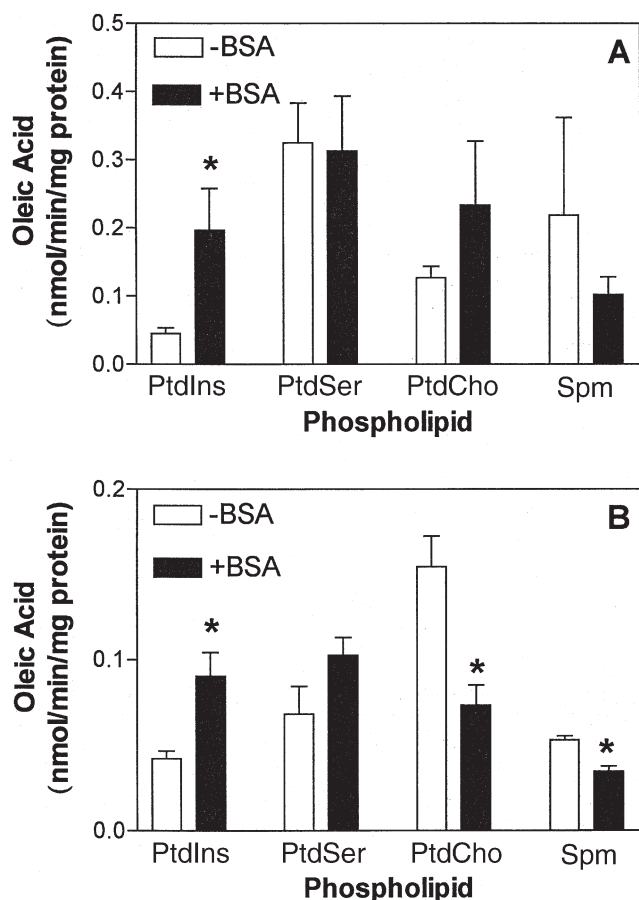 A
-BSA
+BSA
Oleic Acid
(nmol/min/mg protein)
0.5
0.4
0.3
0.2
0.1
0.0
*
PtdIns PtdSer PtdCho Spm
Phospholipid
B
-BSA
+BSA
Oleic Acid
(nmol/min/mg protein)
0.2
0.1
0.0
*
*
*
PtdIns PtdSer PtdCho Spm
Phospholipid